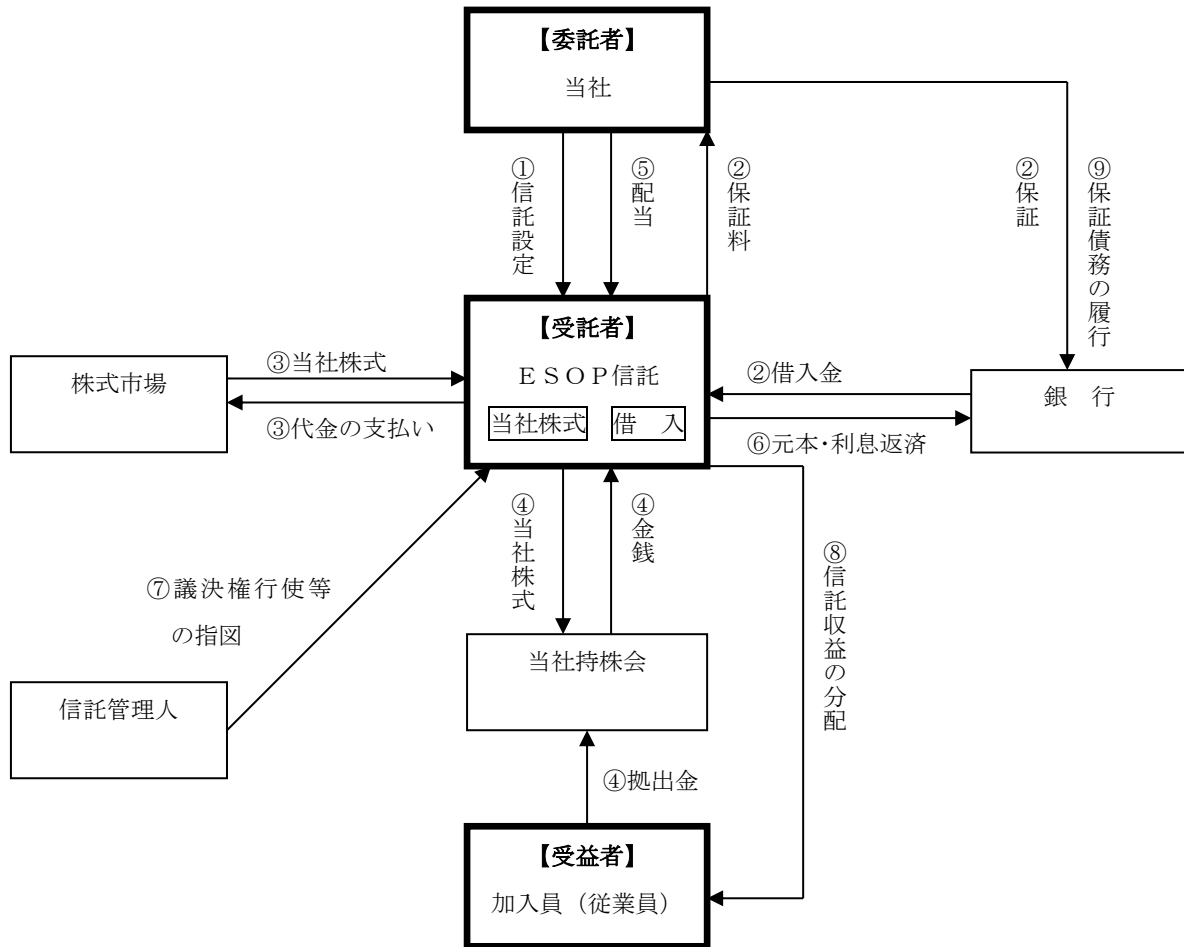 【委託者】
当社
①信託設定
⑤配当
②保証料
②保証
⑨保証債務の履行
【受託者】
ＥＳＯＰ信託
当社株式
借　入
株式市場
③当社株式
③代金の支払い
②借入金
⑥元本・利息返済
銀　行
④当社株式
④金銭
⑧信託収益の分配
⑦議決権行使等
の指図
信託管理人
当社持株会
④拠出金
【受益者】
加入員（従業員）